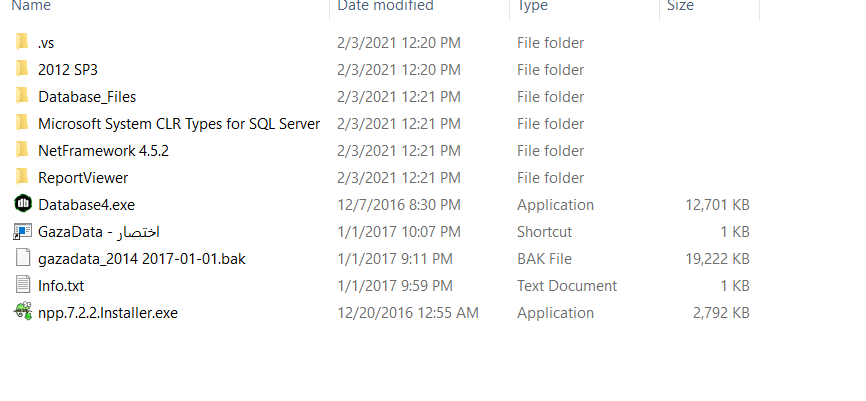 Name Date modified Type Size
.vs 2/3/2021 12:20 PM File folder
2012 SP3 2/3/2021 12:20 PM File folder
Database_Files 2/3/2021 12:21 PM File folder
Microsoft System CLR Types for SQL Server 2/3/2021 12:21 PM File folder
NetFramework 4.5.2 2/3/2021 12:21 PM File folder
ReportViewer 2/3/2021 12:21 PM File folder
Database4.exe 12/7/2016 8:30 PM Application 12,701 KB
GazaData - اختصار 1/1/2017 10:07 PM Shortcut 1 KB
gazadata_2014 2017-01-01.bak 1/1/2017 9:11 PM BAK File 19,222 KB
Info.txt 1/1/2017 9:59 PM Text Document 1 KB
npp.7.2.2.Installer.exe 12/20/2016 12:55 AM Application 2,792 KB